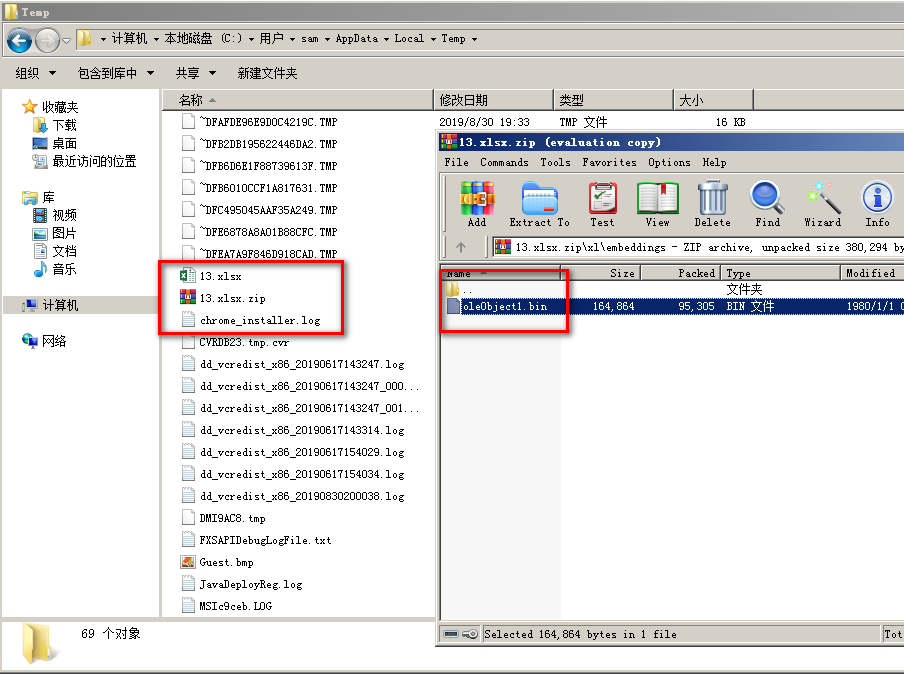 Temp
计算机 本地磁盘 (C:) 用户 sam AppData Local Temp
组织 包含到库中 共享 新建文件夹
收藏夹
下载
桌面
最近访问的位置
库
视频
图片
文档
音乐
计算机
网络
名称 修改日期 类型 大小
~DFAFDE96E9D0C4219C.TMP 2019/8/30 19:33 TMP 文件 16 KB
~DFB2DB195622446DA2.TMP
~DFB6D6E1F88739613F.TMP
~DFB6010CCF1A817631.TMP
~DFC495045AAF35A249.TMP
~DFE6878A8A01B88CFC.TMP
~DFEA7A9F846D918CAD.TMP
13.xlsx
13.xlsx.zip
chrome_installer.log
CVRDB23.tmp.cvr
dd_vcredist_x86_20190617143247.log
dd_vcredist_x86_20190617143247_000...
dd_vcredist_x86_20190617143247_001...
dd_vcredist_x86_20190617143314.log
dd_vcredist_x86_20190617154029.log
dd_vcredist_x86_20190617154034.log
dd_vcredist_x86_20190830200038.log
DMI9AC8.tmp
FXSAPIDebugLogFile.txt
Guest.bmp
JavaDeployReg.log
MSIc9ceb.LOG
69 个对象
13.xlsx.zip (evaluation copy)
File Commands Tools Favorites Options Help
Add Extract To Test View Delete Find Wizard Info
13.xlsx.zip\xl\embeddings - ZIP archive, unpacked size 380,294 by
Name Size Packed Type Modified
.. 文件夹
oleObject1.bin 164,864 95,305 BIN 文件 1980/1/1 0
Selected 164,864 bytes in 1 file
Tot